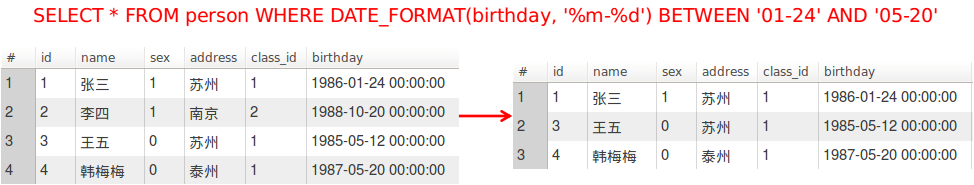 SELECT * FROM person WHERE DATE_FORMAT(birthday, '%m-%d') BETWEEN '01-24' AND '05-20'
# id name sex address class_id birthday
1 1 张三 1 苏州 1 1986-01-24 00:00:00
2 2 李四 1 南京 2 1988-10-20 00:00:00
3 3 王五 0 苏州 1 1985-05-12 00:00:00
4 4 韩梅梅 0 泰州 1 1987-05-20 00:00:00
# id name sex address class_id birthday
1 1 张三 1 苏州 1 1986-01-24 00:00:00
2 3 王五 0 苏州 1 1985-05-12 00:00:00
3 4 韩梅梅 0 泰州 1 1987-05-20 00:00:00